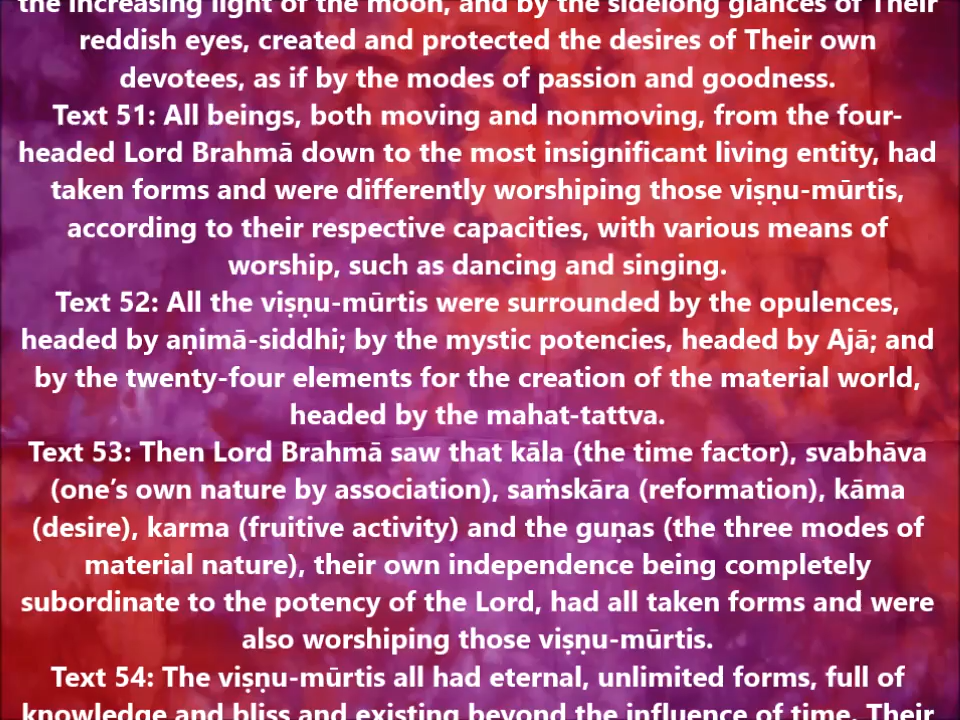 the increasing light of the moon, and by the sidelong glances of Their
reddish eyes, created and protected the desires of Their own
devotees, as if by the modes of passion and goodness.
Text 51: All beings, both moving and nonmoving, from the four-
headed Lord Brahmā down to the most insignificant living entity, had
taken forms and were differently worshiping those viṣṇu-mūrtis,
according to their respective capacities, with various means of
worship, such as dancing and singing.
Text 52: All the viṣṇu-mūrtis were surrounded by the opulences,
headed by aṇimā-siddhi; by the mystic potencies, headed by Ajā; and
by the twenty-four elements for the creation of the material world,
headed by the mahat-tattva.
Text 53: Then Lord Brahmā saw that kāla (the time factor), svabhāva
(one’s own nature by association), saṁskāra (reformation), kāma
(desire), karma (fruitive activity) and the guṇas (the three modes of
material nature), their own independence being completely
subordinate to the potency of the Lord, had all taken forms and were
also worshiping those viṣṇu-mūrtis.
Text 54: The viṣṇu-mūrtis all had eternal, unlimited forms, full of
knowledge and bliss and existing beyond the influence of time. Their